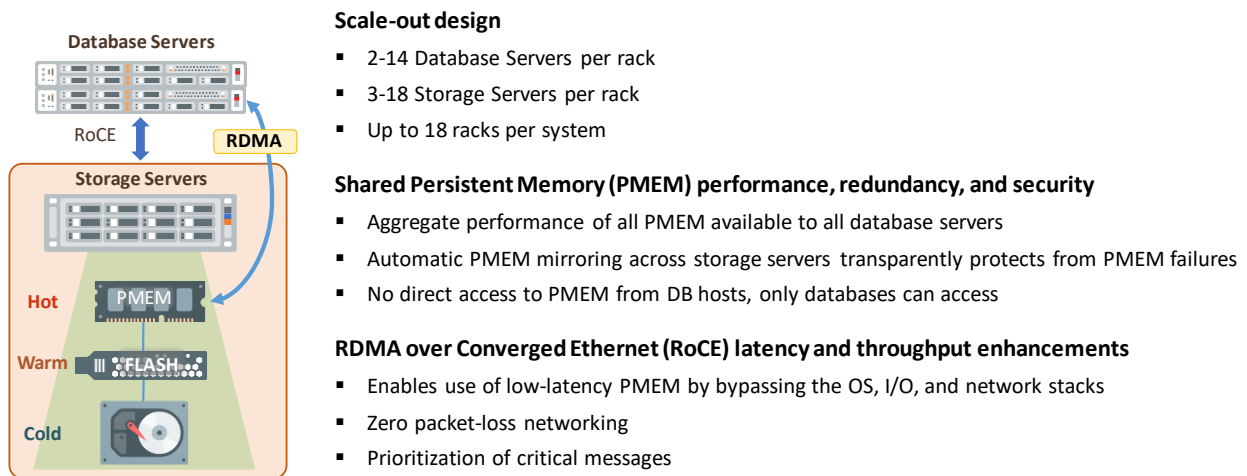 Database Servers
RoCE
RDMA
Storage Servers
Hot
PMEM
Warm
FLASH
Cold
Scale-out design
▪ 2-14 Database Servers per rack
▪ 3-18 Storage Servers per rack
▪ Up to 18 racks per system
Shared Persistent Memory (PMEM) performance, redundancy, and security
▪ Aggregate performance of all PMEM available to all database servers
▪ Automatic PMEM mirroring across storage servers transparently protects from PMEM failures
▪ No direct access to PMEM from DB hosts, only databases can access
RDMA over Converged Ethernet (RoCE) latency and throughput enhancements
▪ Enables use of low-latency PMEM by bypassing the OS, I/O, and network stacks
▪ Zero packet-loss networking
▪ Prioritization of critical messages